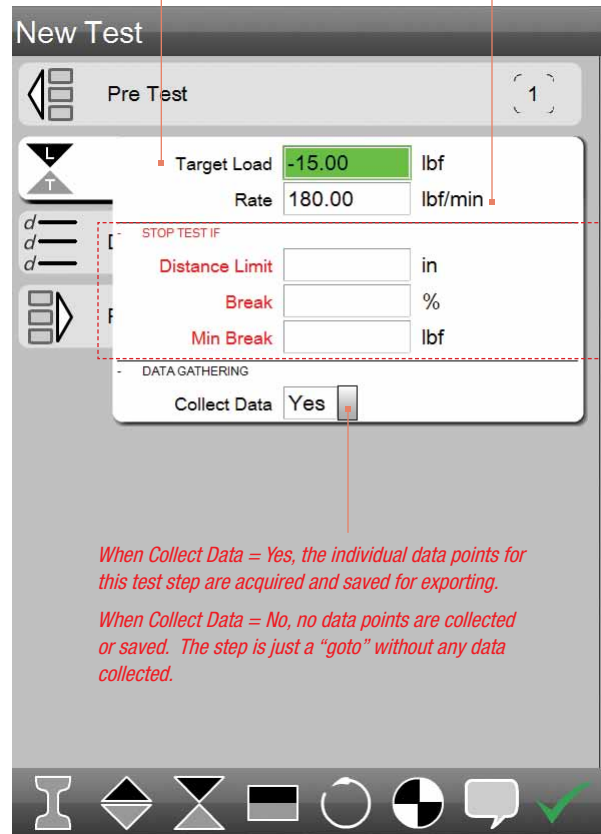 New Test
Pre Test
1
L
T
Target Load -15.00 lbf
Rate 180.00 lbf/min
d
d
d
- STOP TEST IF
Distance Limit in
Break %
Min Break lbf
- DATA GATHERING
Collect Data Yes
When Collect Data = Yes, the individual data points for
this test step are acquired and saved for exporting.
When Collect Data = No, no data points are collected
or saved. The step is just a “goto” without any data
collected.